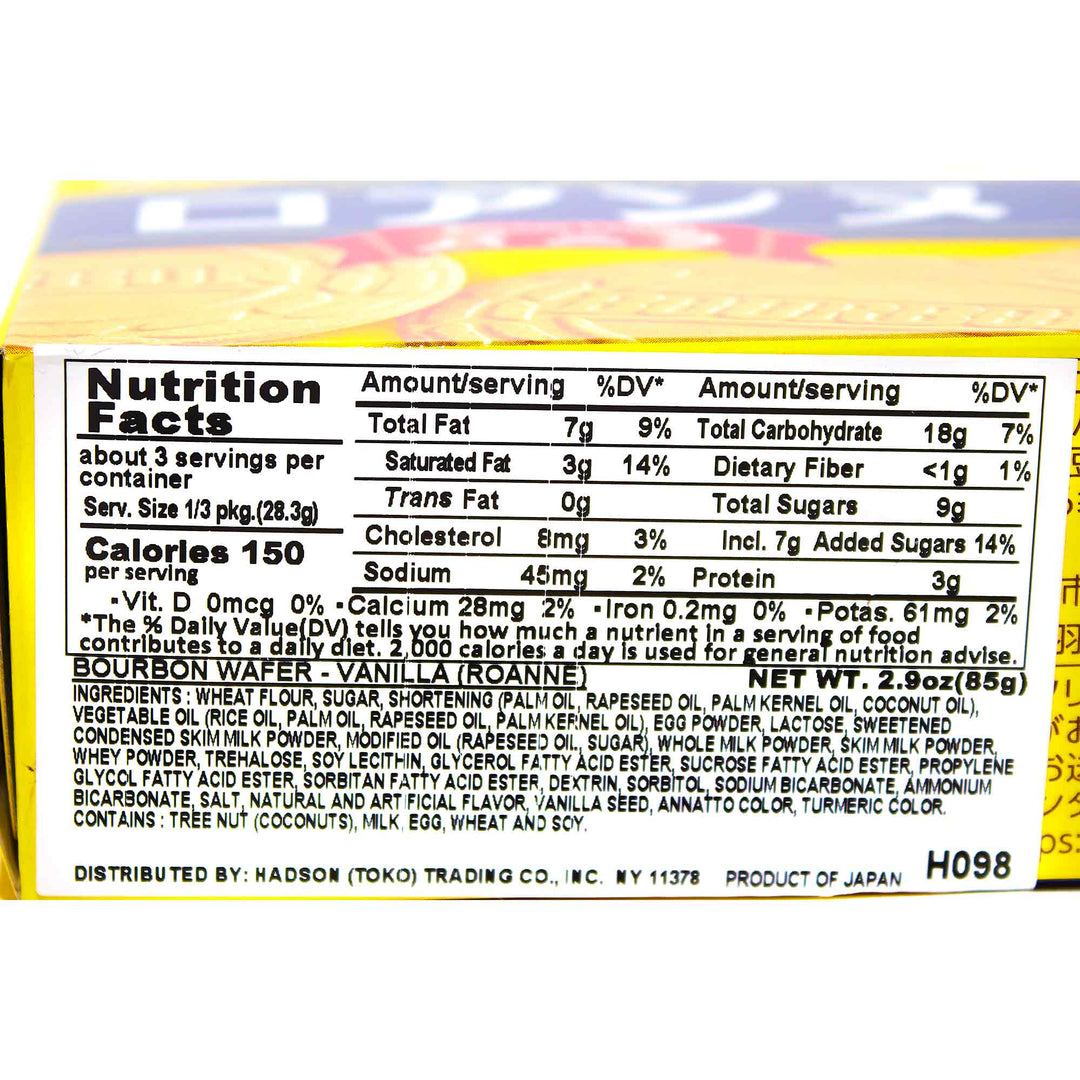 ロアンヌ
Nutrition Facts
about 3 servings per container
Serv. Size 1/3 pkg.(28.3g)
Calories 150
per serving
Amount/serving %DV* Amount/serving %DV*
Total Fat 7g 9% Total Carbohydrate 18g 7%
Saturated Fat 3g 14% Dietary Fiber <1g 1%
Trans Fat 0g Total Sugars 9g
Cholesterol 8mg 3% Incl. 7g Added Sugars 14%
Sodium 45mg 2% Protein 3g
▪Vit. D 0mcg 0% ▪Calcium 28mg 2% ▪Iron 0.2mg 0% ▪Potas. 61mg 2%
*The % Daily Value(DV) tells you how much a nutrient in a serving of food
contributes to a daily diet. 2,000 calories a day is used for general nutrition advise.
BOURBON WAFER - VANILLA (ROANNE) NET WT. 2.9oz(85g)
INGREDIENTS : WHEAT FLOUR, SUGAR, SHORTENING (PALM OIL, RAPESEED OIL, PALM KERNEL OIL, COCONUT OIL),
VEGETABLE OIL (RICE OIL, PALM OIL, RAPESEED OIL, PALM KERNEL OIL), EGG POWDER, LACTOSE, SWEETENED
CONDENSED SKIM MILK POWDER, MODIFIED OIL (RAPESEED OIL, SUGAR), WHOLE MILK POWDER, SKIM MILK POWDER,
WHEY POWDER, TREHALOSE, SOY LECITHIN, GLYCEROL FATTY ACID ESTER, SUCROSE FATTY ACID ESTER, PROPYLENE
GLYCOL FATTY ACID ESTER, SORBITAN FATTY ACID ESTER, DEXTRIN, SORBITOL, SODIUM BICARBONATE, AMMONIUM
BICARBONATE, SALT, NATURAL AND ARTIFICIAL FLAVOR, VANILLA SEED, ANNATTO COLOR, TURMERIC COLOR.
CONTAINS : TREE NUT (COCONUTS), MILK, EGG, WHEAT AND SOY.
DISTRIBUTED BY: HADSON (TOKO) TRADING CO., INC. NY 11378 PRODUCT OF JAPAN H098